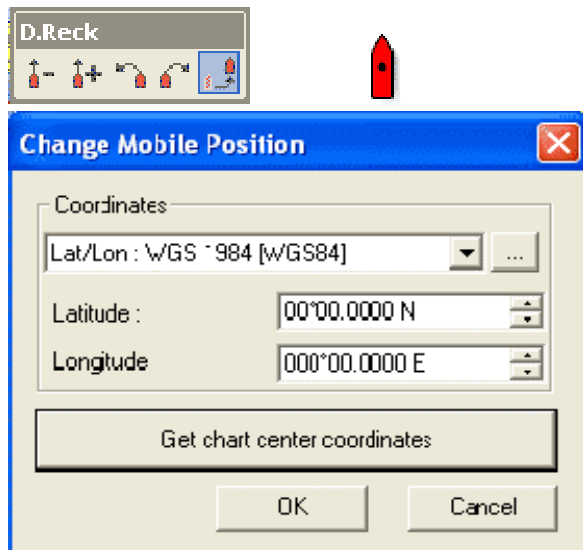 D.Reck
Change Mobile Position
Coordinates
Lat/Lon : WGS 1984 [WGS84]
...
Latitude :
00°00.0000 N
Longitude
000°00.0000 E
Get chart center coordinates
OK
Cancel